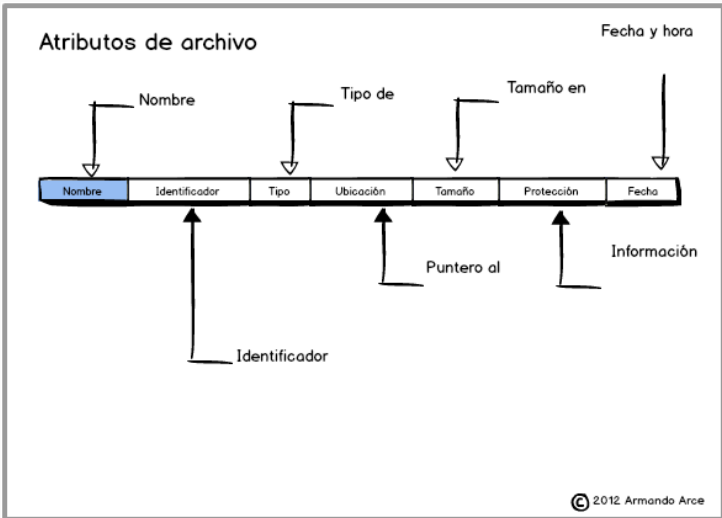 Atributos de archivo
Fecha y hora
Nombre
Tipo de
Tamaño en
Nombre Identificador Tipo Ubicación Tamaño Protección Fecha
Información
Puntero al
Identificador
© 2012 Armando Arce